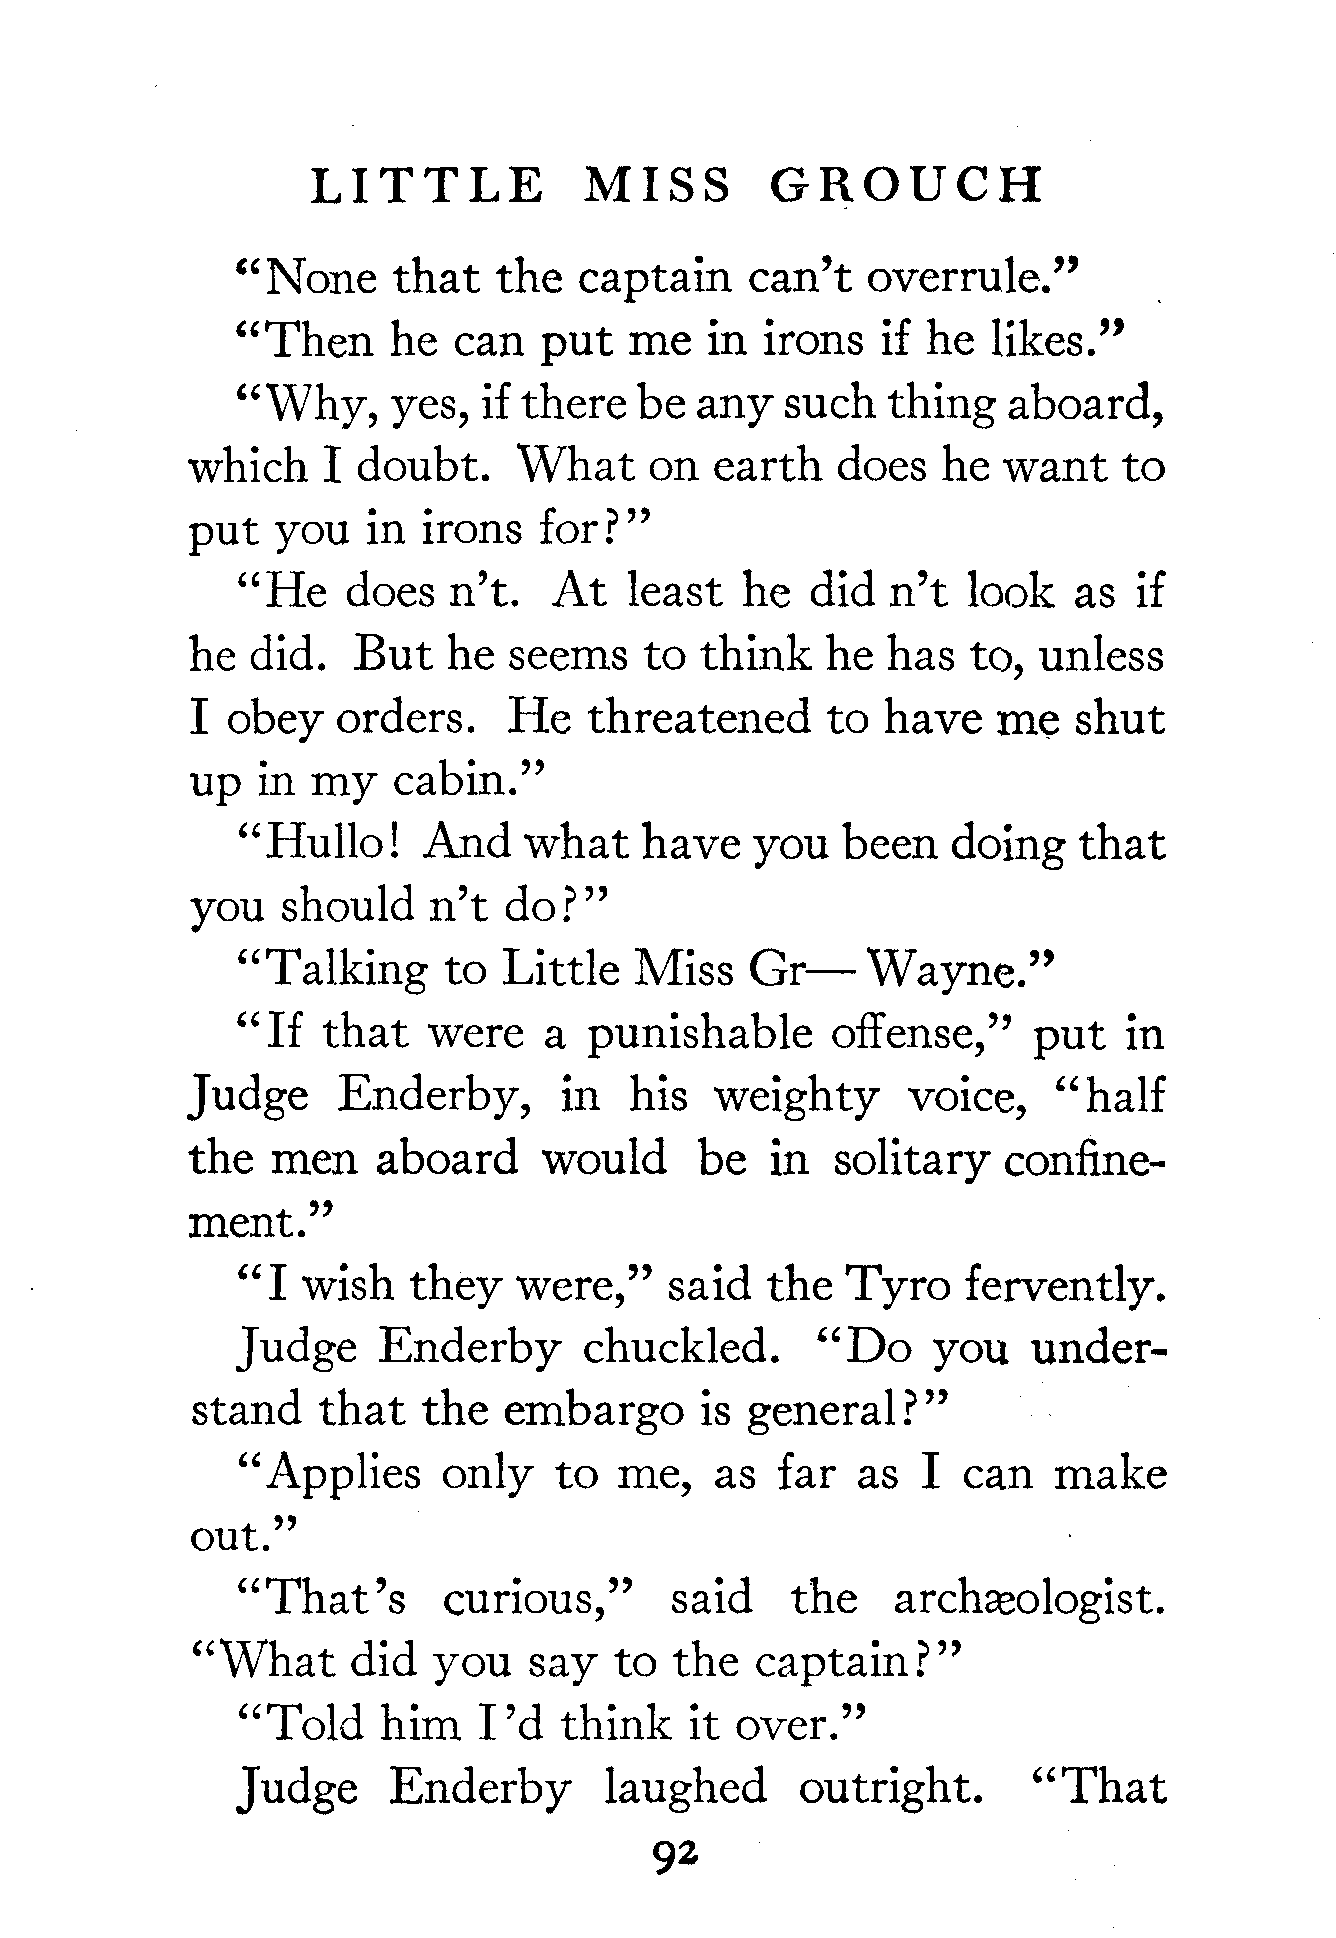 LITTLE MISS GROUCH
“None that the captain can’t overrule.”
“Then he can put me in irons if he likes.”
“Why, yes, if there be any such thing aboard,
which I doubt. What on earth does he want to
put you in irons for?”
“He does n’t. At least he did n’t look as if
he did. But he seems to think he has to, unless
I obey orders. He threatened to have me shut
up in my cabin.”
“Hullo! And what have you been doing that
you should n’t do?”
“Talking to Little Miss Gr— Wayne.”
“If that were a punishable offense,” put in
Judge Enderby, in his weighty voice, “half
the men aboard would be in solitary confine-
ment.”
“I wish they were,” said the Tyro fervently.
Judge Enderby chuckled. “Do you under-
stand that the embargo is general?”
“Applies only to me, as far as I can make
out.”
“That’s curious,” said the archæologist.
“What did you say to the captain?”
“Told him I’d think it over.”
Judge Enderby laughed outright. “That
92